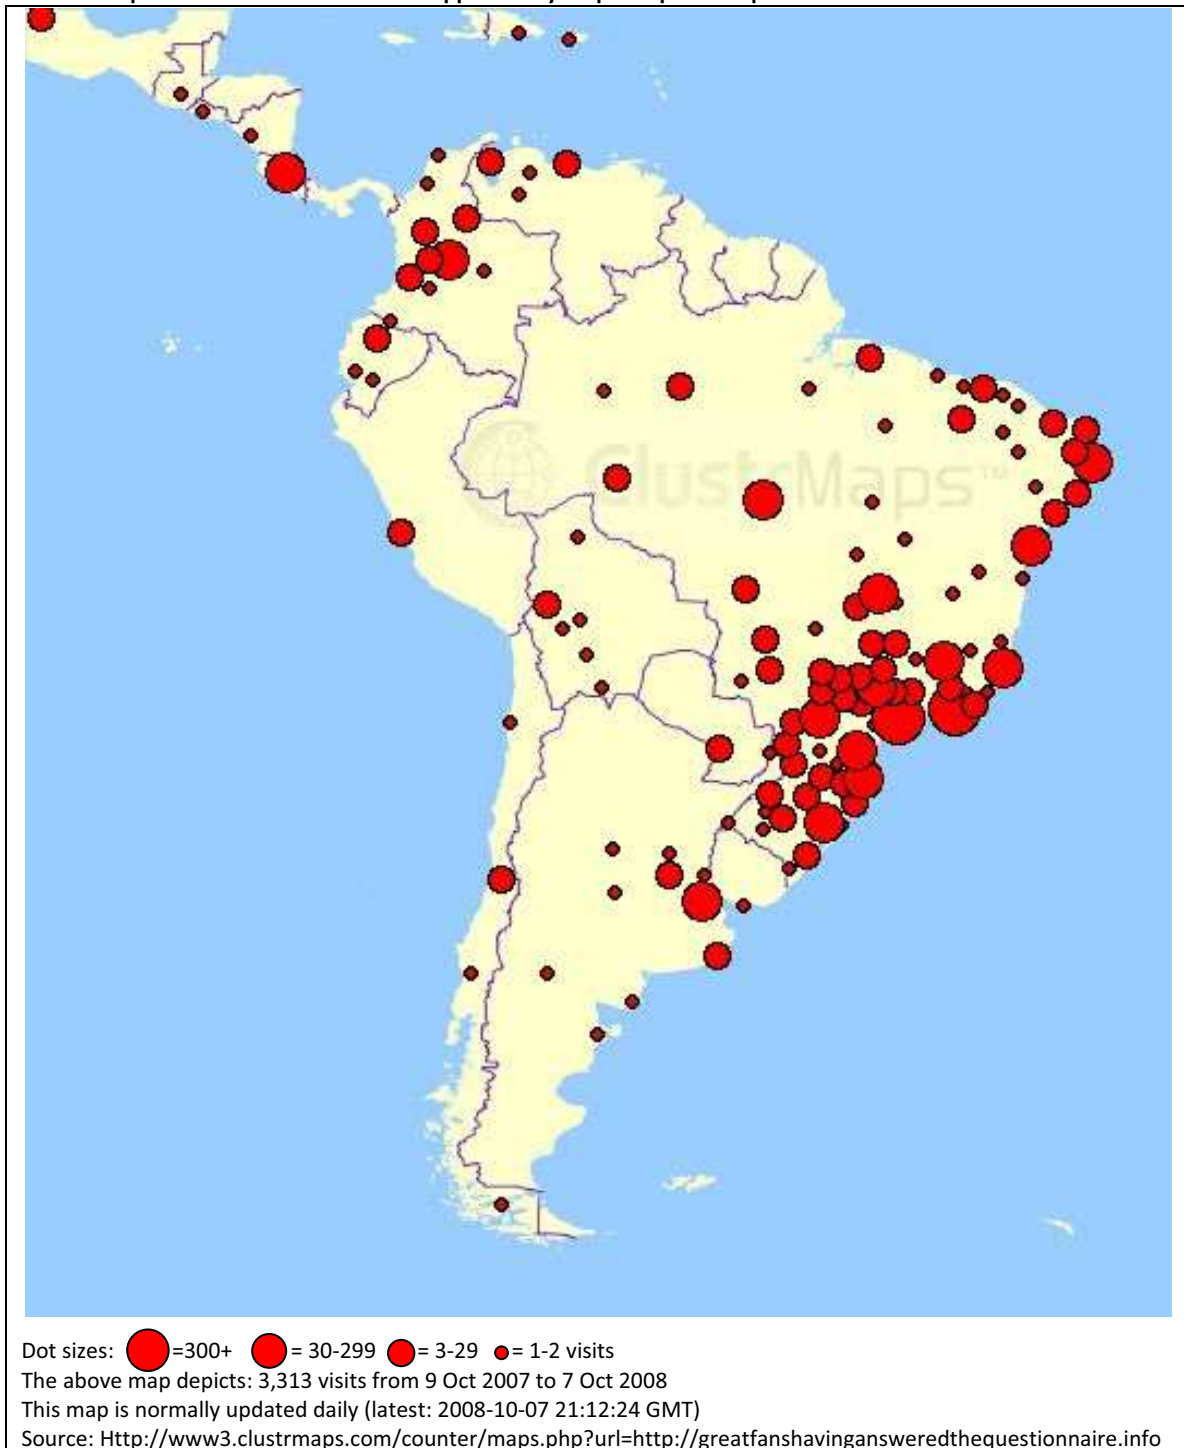 ClustrMaps™
Dot sizes: =300+ = 30-299 = 3-29 = 1-2 visits
The above map depicts: 3,313 visits from 9 Oct 2007 to 7 Oct 2008
This map is normally updated daily (latest: 2008-10-07 21:12:24 GMT)
Source: Http://www3.clustrmaps.com/counter/maps.php?url=http://greatfanshavingansweredthequestionnaire.info